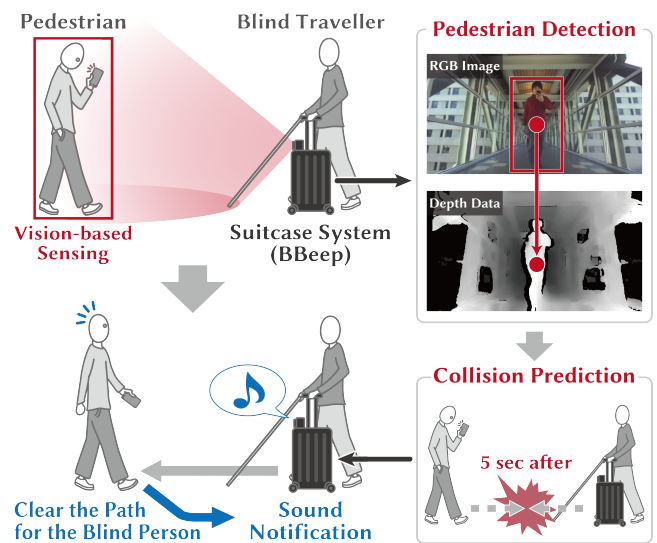 Pedestrian
Blind Traveller
Vision-based
Sensing
Suitcase System
(BBeep)
Pedestrian Detection
RGB Image
Depth Data
Collision Prediction
5 sec after
Clear the Path
for the Blind Person
Sound
Notification